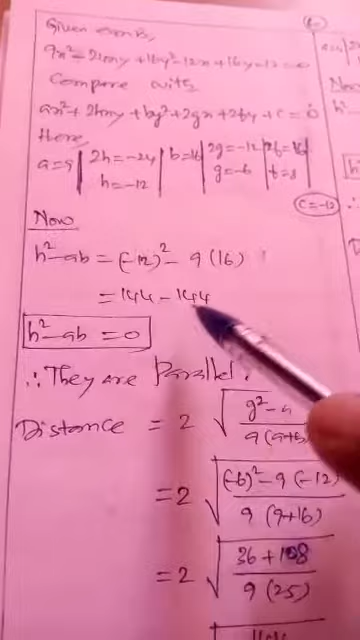 Given eqn is,
9x² - 24xy + 16y² - 12x + 16y - 12 = 0
Compare with
ax² + 2hxy + by² + 2gx + 2fy + c = 0
Here,
a = 9 | 2h = -24 | b = 16 | 2g = -12 | 2f = 16 |
h = -12 | g = -6 | f = 8
c = -12
Now
h² - ab = (-12)² - 9(16)
= 144 - 144
h² - ab = 0
∴ They are Parallel.
Distance = 2 √ g² - a / a(a+b
= 2 √ (-6)² - 9(-12) / 9(9+16)
= 2 √ 36 + 108 / 9(25)